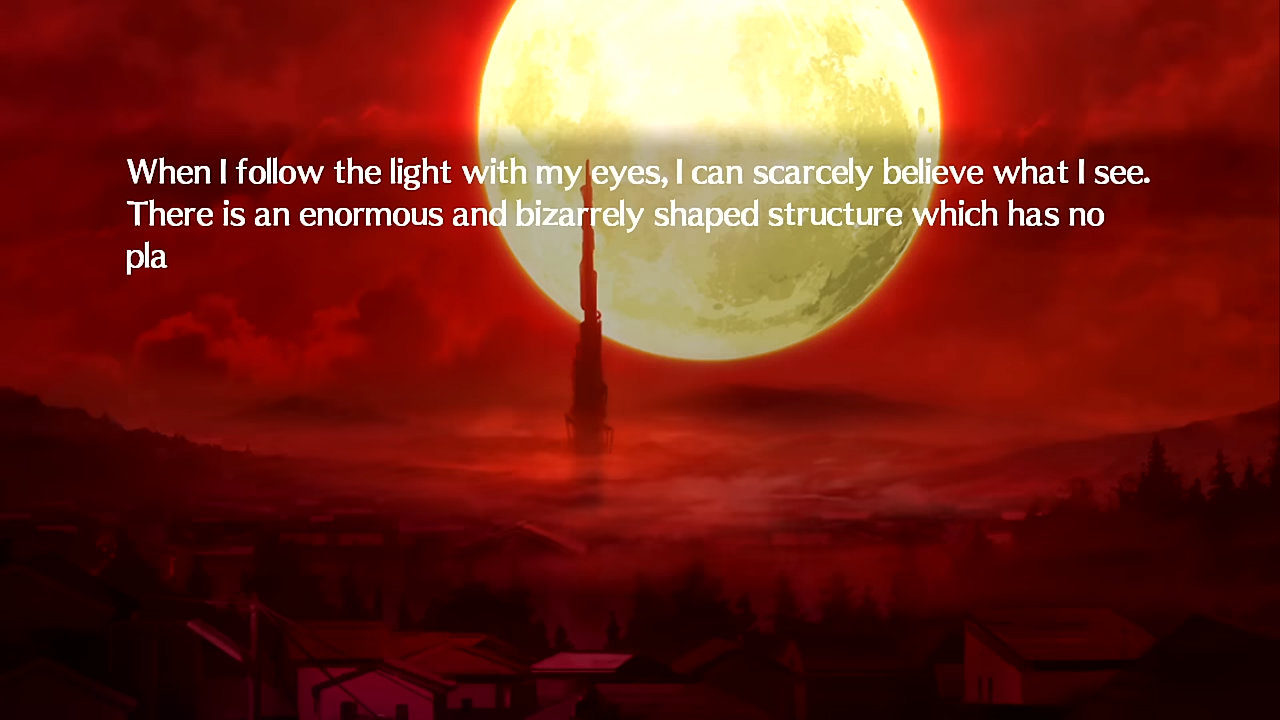 When I follow the light with my eyes, I can scarcely believe what I see.
There is an enormous and bizarrely shaped structure which has no
pla